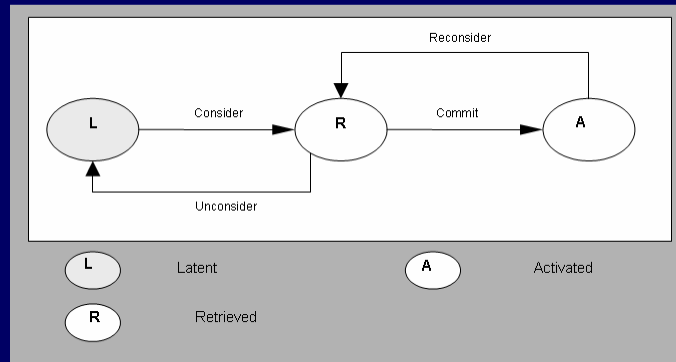 Reconsider
L
Consider
R
Commit
A
Unconsider
L
Latent
A
Activated
R
Retrieved